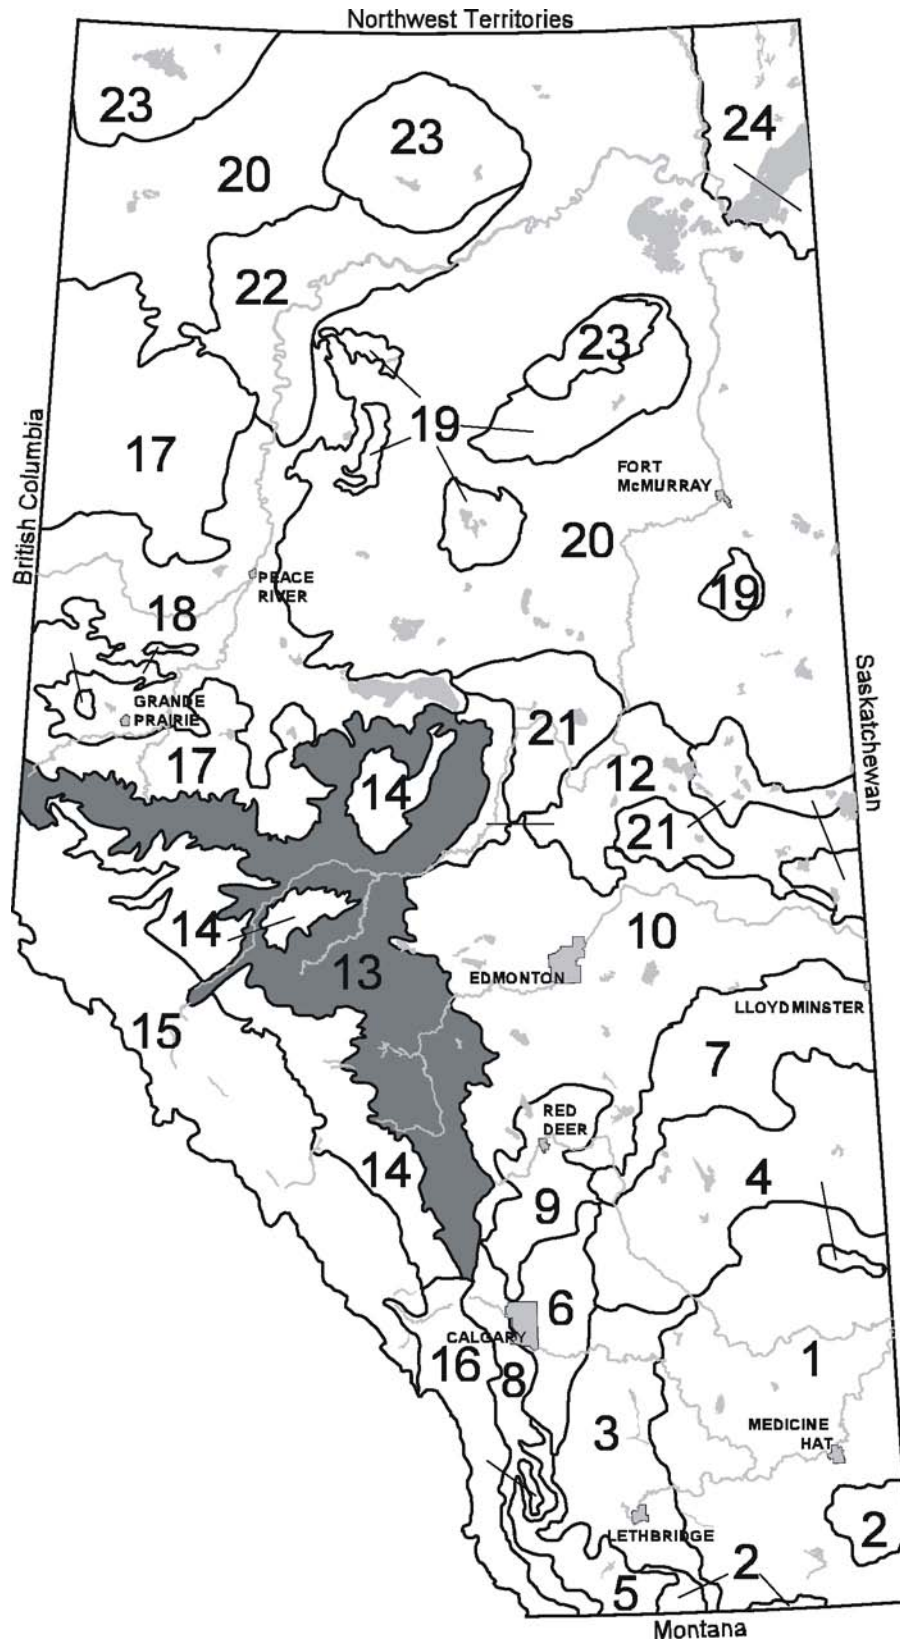 Northwest Territories
23
23
24
20
22
23
British Columbia
19
17
FORT
McMURRAY
20
PEACE
RIVER
19
18
Saskatchewan
GRANDE
PRAIRIE
21
17
12
14
21
14
10
13
EDMONTON
LLOYDMINSTER
15
7
RED
DEER
14
4
9
6
CALGARY
16
8
1
3
MEDICINE
HAT
LETHBRIDGE
2
2
5
Montana